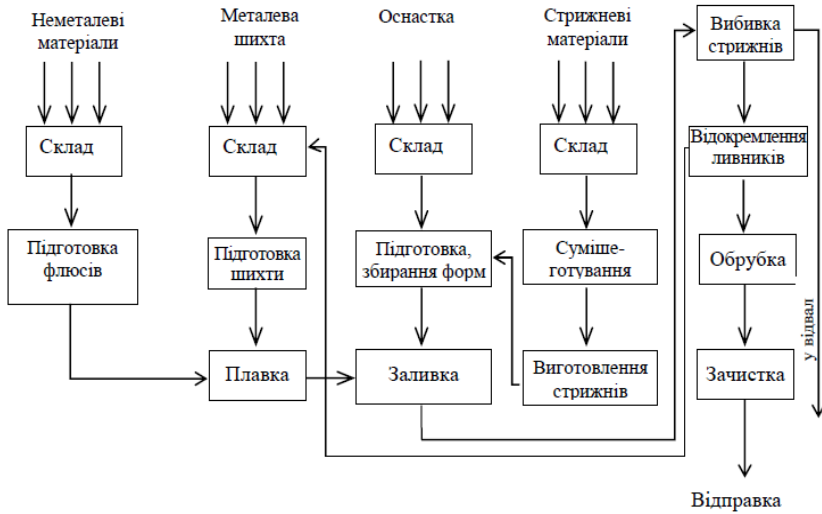 Неметалеві
матеріали
Металева
шихта
Оснастка
Стрижневі
матеріали
Вибивка
стрижнів
Склад
Склад
Склад
Склад
Відокремлення
ливників
Підготовка
флюсів
Підготовка
шихти
Підготовка,
збирання форм
Суміше-
готування
Обрубка
у відвал
Плавка
Заливка
Виготовлення
стрижнів
Зачистка
Відправка